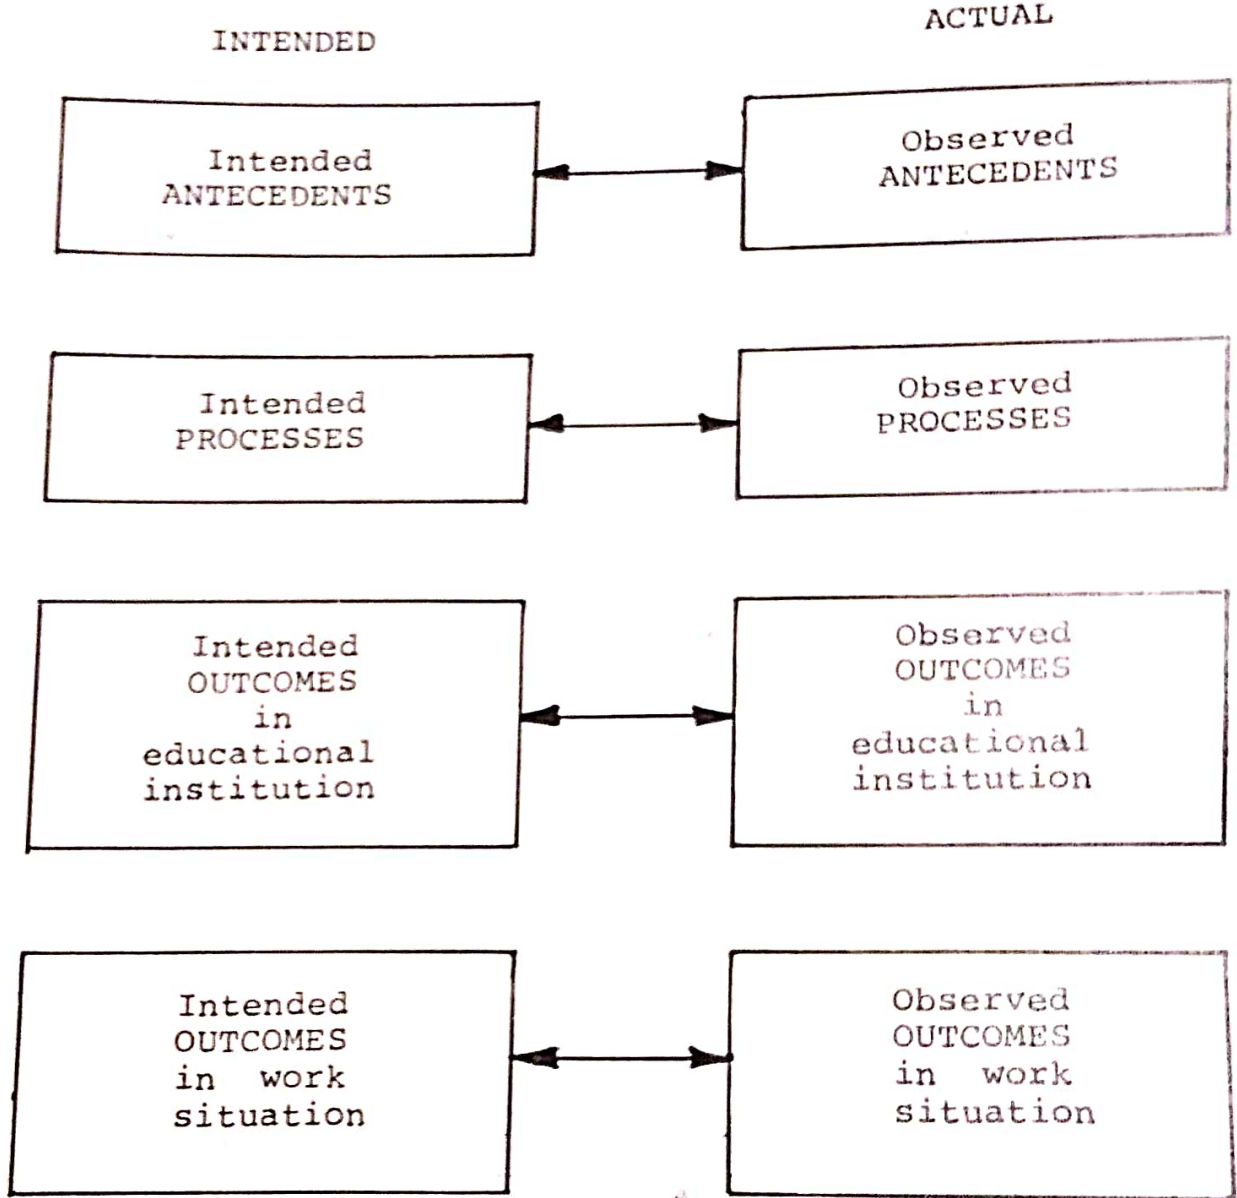 INTENDED
ACTUAL
Intended
ANTECEDENTS
Observed
ANTECEDENTS
Intended
PROCESSES
Observed
PROCESSES
Intended
OUTCOMES
in
educational
institution
Observed
OUTCOMES
in
educational
institution
Intended
OUTCOMES
in work
situation
Observed
OUTCOMES
in work
situation